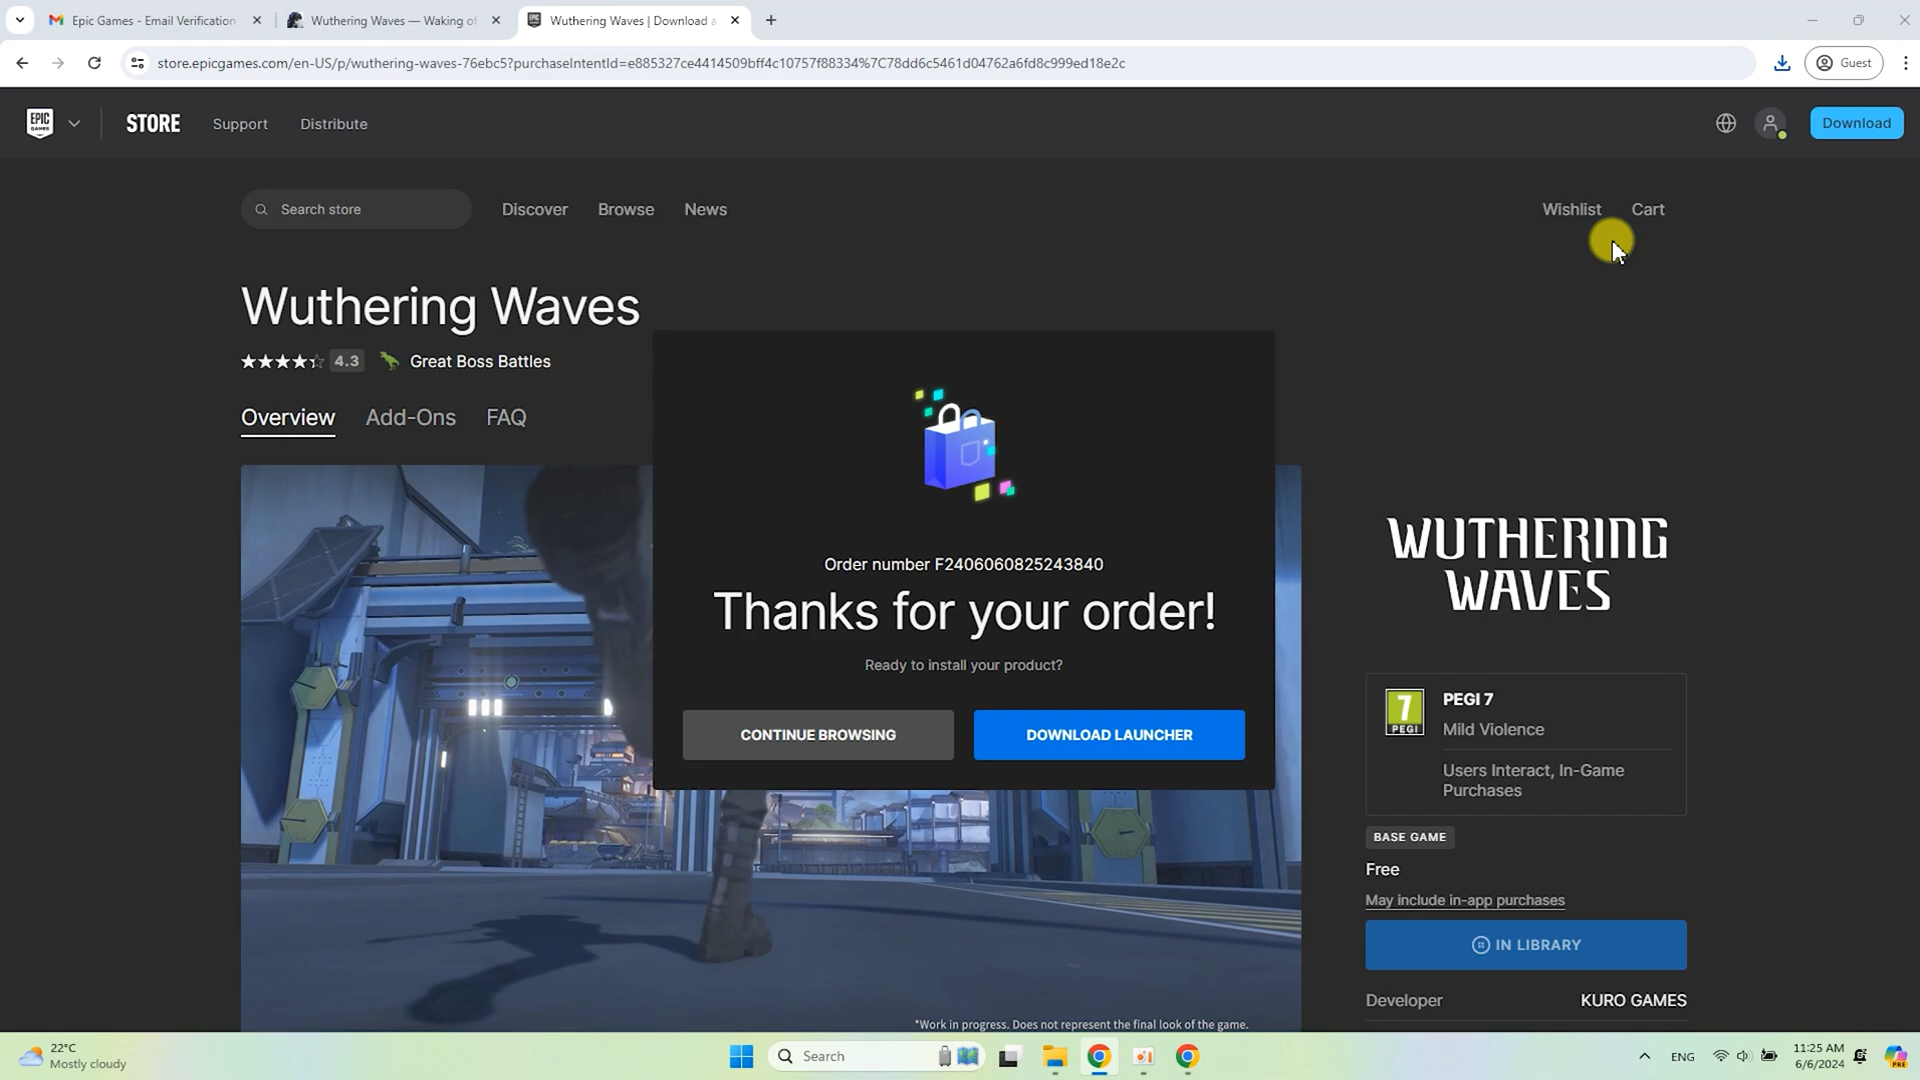 Epic Games - Email Verification
Wuthering Waves — Waking of
Wuthering Waves | Download a
store.epicgames.com/en-US/p/wuthering-waves-76ebc5?purchaseIntentId=e885327ce4414509bff4c10757f88334%7C78dd6c5461d04762a6fd8c999ed18e2c
Guest
EPIC
GAMES
STORE
Support
Distribute
Download
Search store
Discover
Browse
News
Wishlist
Cart
Wuthering Waves
4.3
Great Boss Battles
Overview
Add-Ons
FAQ
Order number F2406060825243840
Thanks for your order!
Ready to install your product?
CONTINUE BROWSING
DOWNLOAD LAUNCHER
*Work in progress. Does not represent the final look of the game.
WUTHERING
WAVES
7
PEGI
PEGI 7
Mild Violence
Users Interact, In-Game
Purchases
BASE GAME
Free
May include in-app purchases
IN LIBRARY
Developer
KURO GAMES
22°C
Mostly cloudy
Search
ENG
11:25 AM
6/6/2024
PRE